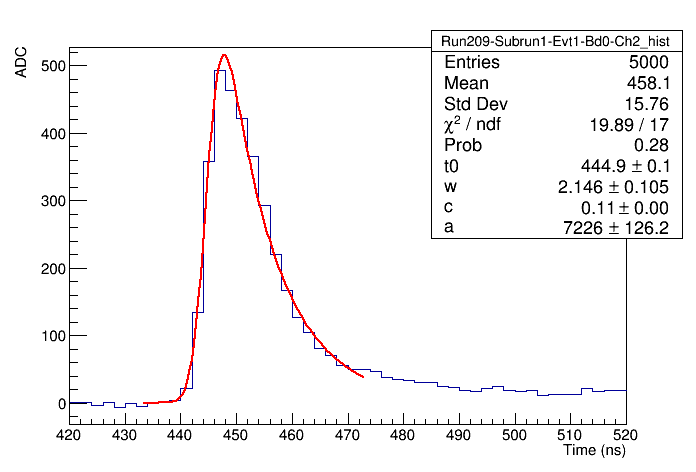 Run209-Subrun1-Evt1-Bd0-Ch2_hist
Entries 5000
Mean 458.1
Std Dev 15.76
χ² / ndf 19.89 / 17
Prob 0.28
t0 444.9 ± 0.1
w 2.146 ± 0.105
c 0.11 ± 0.00
a 7226 ± 126.2
ADC
500
400
300
200
100
0
420 430 440 450 460 470 480 490 500 510 520
Time (ns)